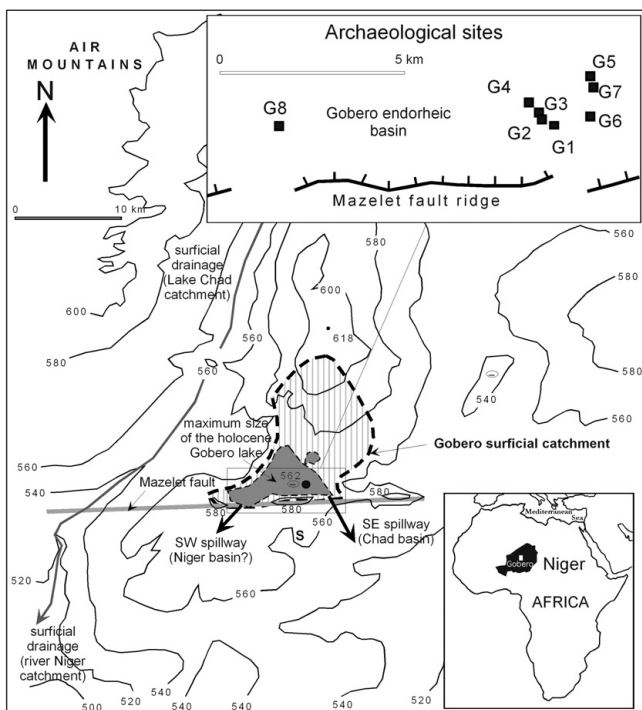 AIR
MOUNTAINS
N
0 10 km
Archaeological sites
0 5 km
G5
G4
G7
G3
G8
Gobero endorheic
basin
G2
G6
G1
Mazelet fault ridge
580
560
surficial
drainage
(Lake Chad
catchment)
600
600
580
560
618
560
580
540
560
maximum size
of the holocene
Gobero lake
Gobero surficial catchment
560
540
Mazelet fault
562
580
580
580
560
SW spillway
(Niger basin?)
S
SE spillway
(Chad basin)
520
560
surficial
drainage
(river Niger
catchment)
540
500
520
540
540
540
520
Mediterranean
Sea
Gobero
Niger
AFRICA